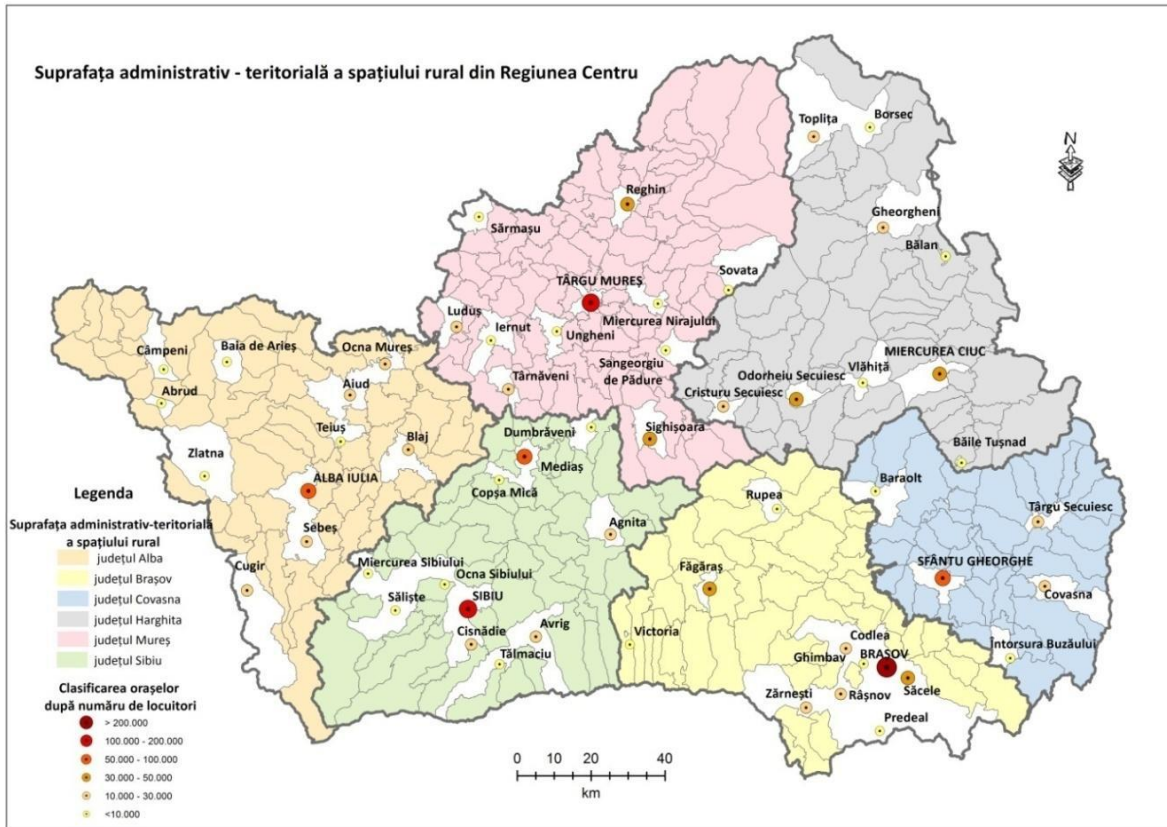 Suprafața administrativ - teritorială a spațiului rural din Regiunea Centru
N
Toplița
Borsec
Reghin
Gheorgheni
Sărmașu
Bălan
Sovata
TÂRGU MUREȘ
Luduș
Iernut
Ungheni
Miercurea Nirajului
Ocna Mureș
Baia de Arieș
Câmpeni
Sangeorgiu
de Pădure
MIERCUREA CIUC
Vlăhița
Odorheiu Secuiesc
Cristuru Secuiesc
Târnăveni
Aiud
Abrud
Teiuș
Blaj
Dumbrăveni
Sighișoara
Mediaș
Zlatna
Băile Tușnad
Baraolt
ALBA IULIA
Copșa Mică
Rupea
Târgu Secuiesc
Sebeș
Agnita
SFÂNTU GHEORGHE
Cugir
Miercurea Sibiului
Ocna Sibiului
Făgăraș
Covasna
Săliște
SIBIU
Avrig
Cisnădie
Tălmaciu
Victoria
Codlea
Ghimbav
BRAȘOV
Întorsura Buzăului
Săcele
Râșnov
Zărnești
Predeal
Legenda
Suprafața administrativ-teritorială
a spațiului rural
județul Alba
județul Brașov
județul Covasna
județul Harghita
județul Mureș
județul Sibiu
Clasificarea orașelor
după număru de locuitori
> 200.000
100.000 - 200.000
50.000 - 100.000
30.000 - 50.000
10.000 - 30.000
<10.000
0 10 20 40
km